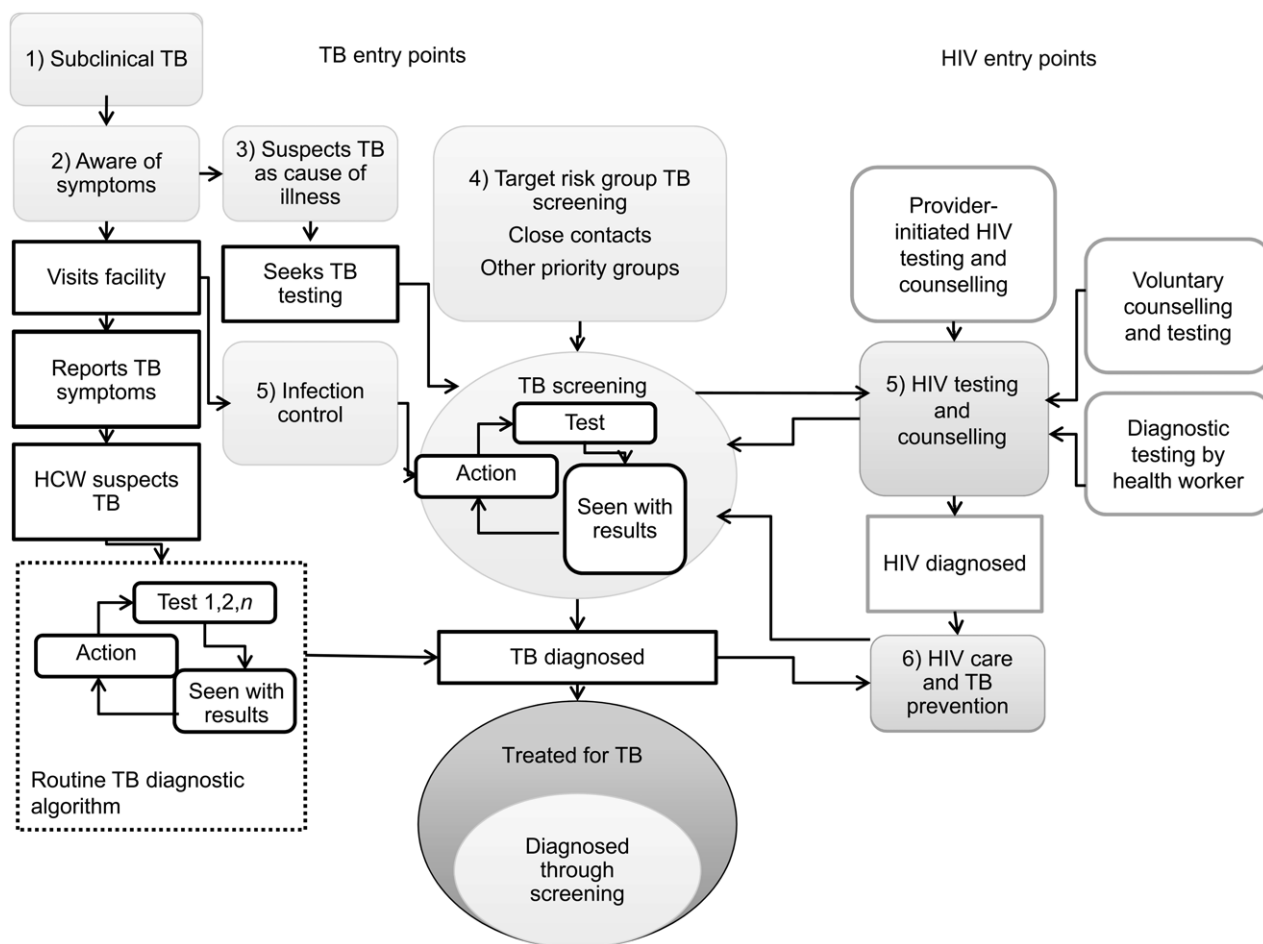 TB entry points
HIV entry points
1) Subclinical TB
2) Aware of
symptoms
3) Suspects TB
as cause of
illness
4) Target risk group TB
screening
Close contacts
Other priority groups
Provider-
initiated HIV
testing and
counselling
Visits facility
Seeks TB
testing
Voluntary
counselling
and testing
Reports TB
symptoms
5) Infection
control
TB screening
Test
Action
Seen with
results
5) HIV testing
and
counselling
Diagnostic
testing by
health worker
HCW suspects
TB
HIV diagnosed
Test 1,2,n
Action
Seen with
results
Routine TB diagnostic
algorithm
TB diagnosed
6) HIV care
and TB
prevention
Treated for TB
Diagnosed
through
screening